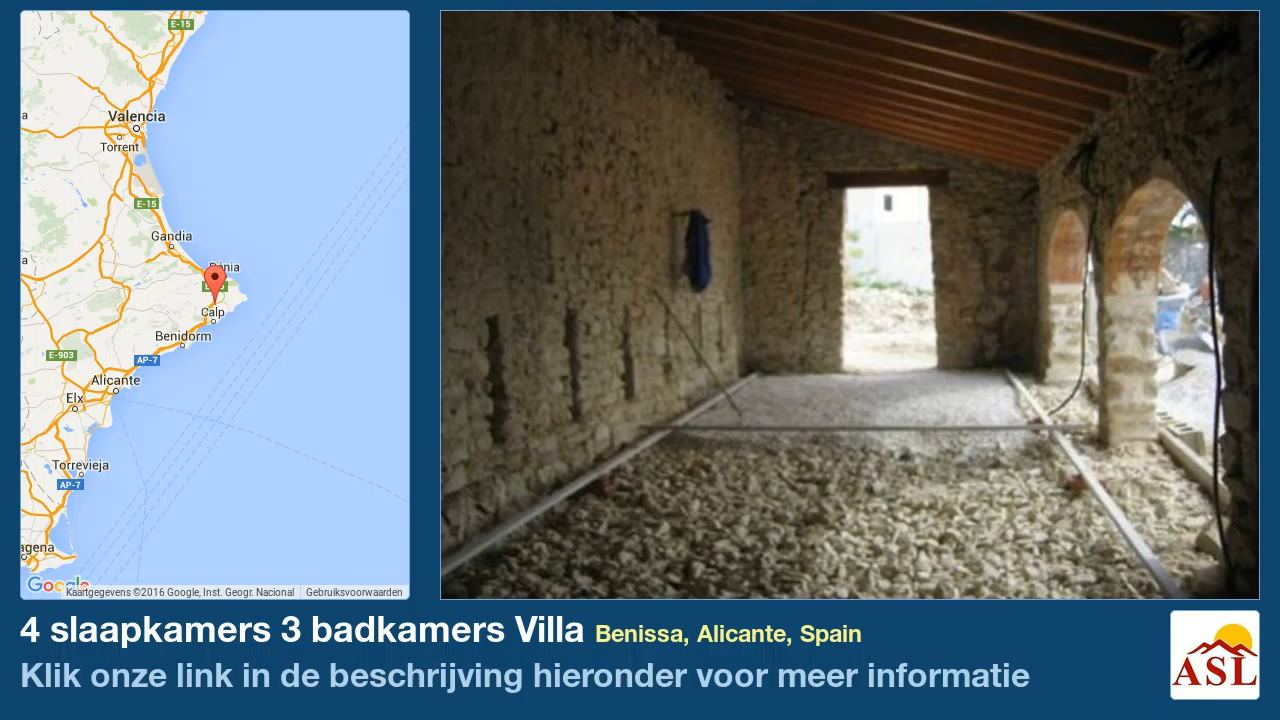 E-15
Valencia
Torrent
E-15
Gandia
Calp
Benidorm
AP-7
E-903
Alicante
Elx
Torrevieja
AP-7
agena
Google
Kaartgegevens ©2016 Google, Inst. Geogr. Nacional
Gebruiksvoorwaarden
4 slaapkamers 3 badkamers Villa Benissa, Alicante, Spain
Klik onze link in de beschrijving hieronder voor meer informatie
ASL